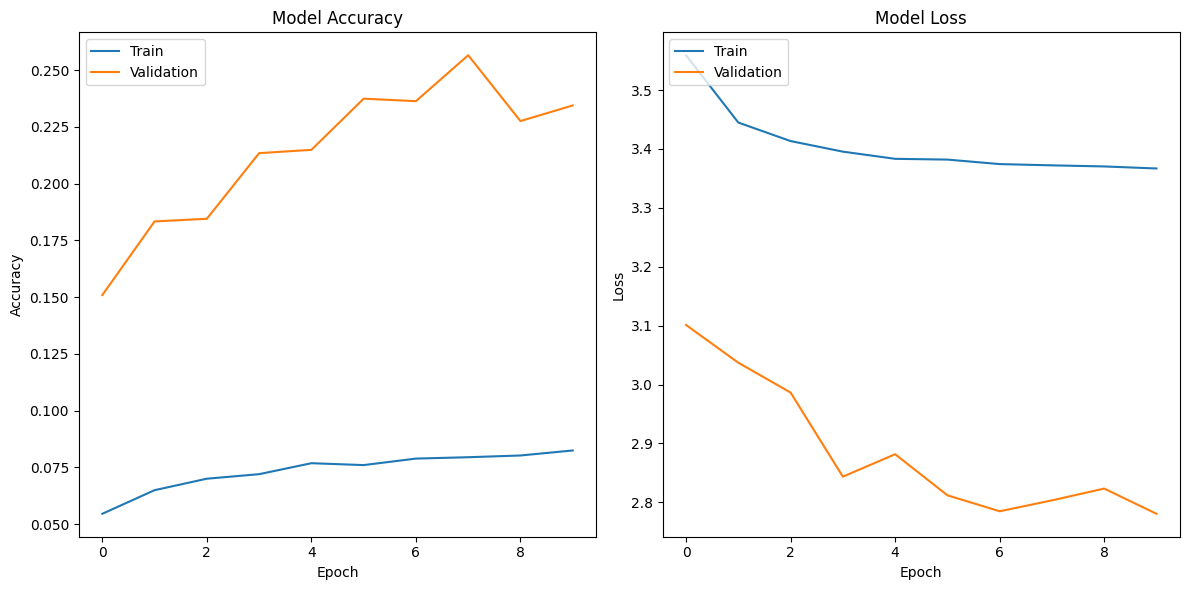 Model Accuracy
Train
Validation
0.250
0.225
0.200
0.175
0.150
0.125
0.100
0.075
0.050
Accuracy
0 2 4 6 8
Epoch
Model Loss
Train
Validation
3.5
3.4
3.3
3.2
3.1
3.0
2.9
2.8
Loss
0 2 4 6 8
Epoch